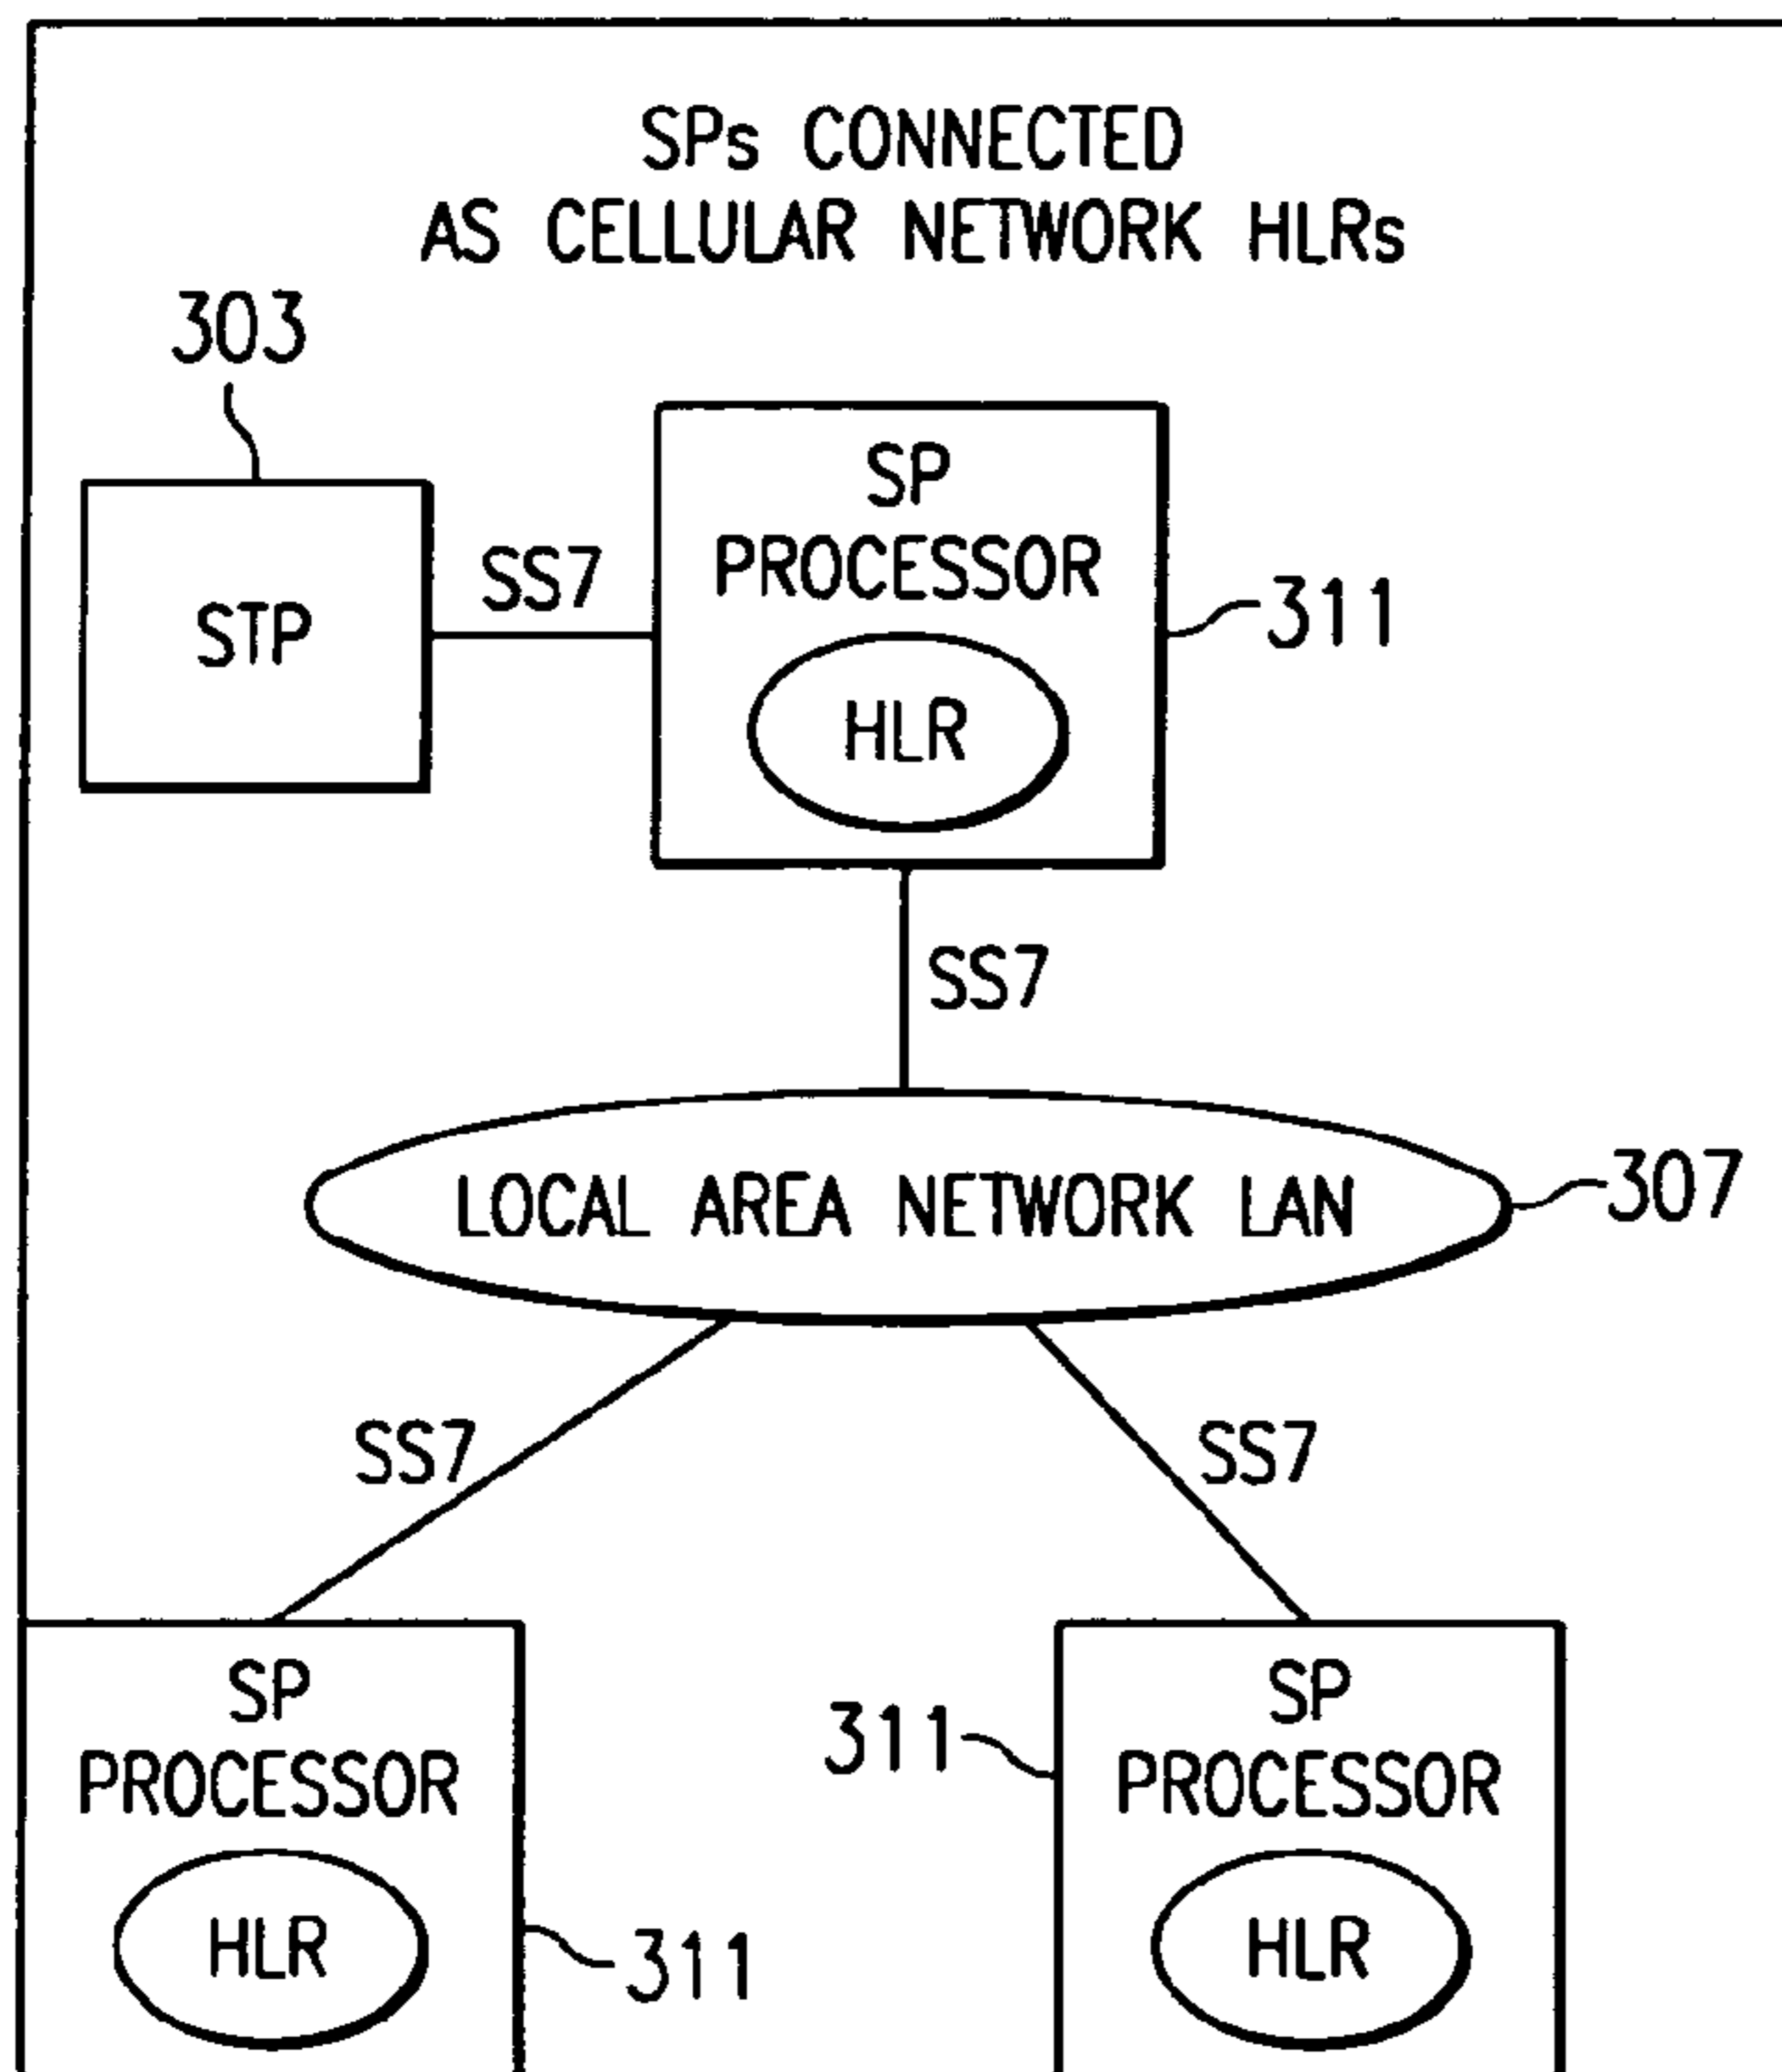 SPs CONNECTED
AS CELLULAR NETWORK HLRs
303
STP
SS7
SP
PROCESSOR
HLR
311
SS7
LOCAL AREA NETWORK LAN
307
SS7
SS7
SP
PROCESSOR
HLR
311
311
SP
PROCESSOR
HLR